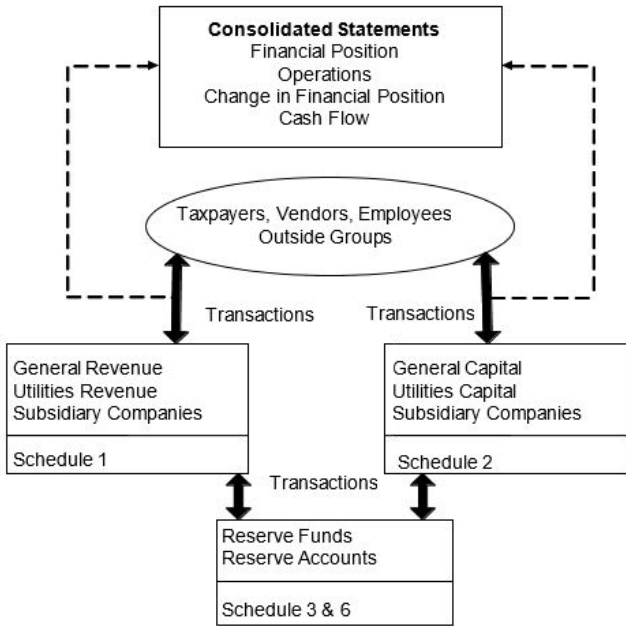 Consolidated Statements
Financial Position
Operations
Change in Financial Position
Cash Flow
Taxpayers, Vendors, Employees
Outside Groups
Transactions
Transactions
General Revenue
Utilities Revenue
Subsidiary Companies
Schedule 1
General Capital
Utilities Capital
Subsidiary Companies
Schedule 2
Transactions
Reserve Funds
Reserve Accounts
Schedule 3 & 6